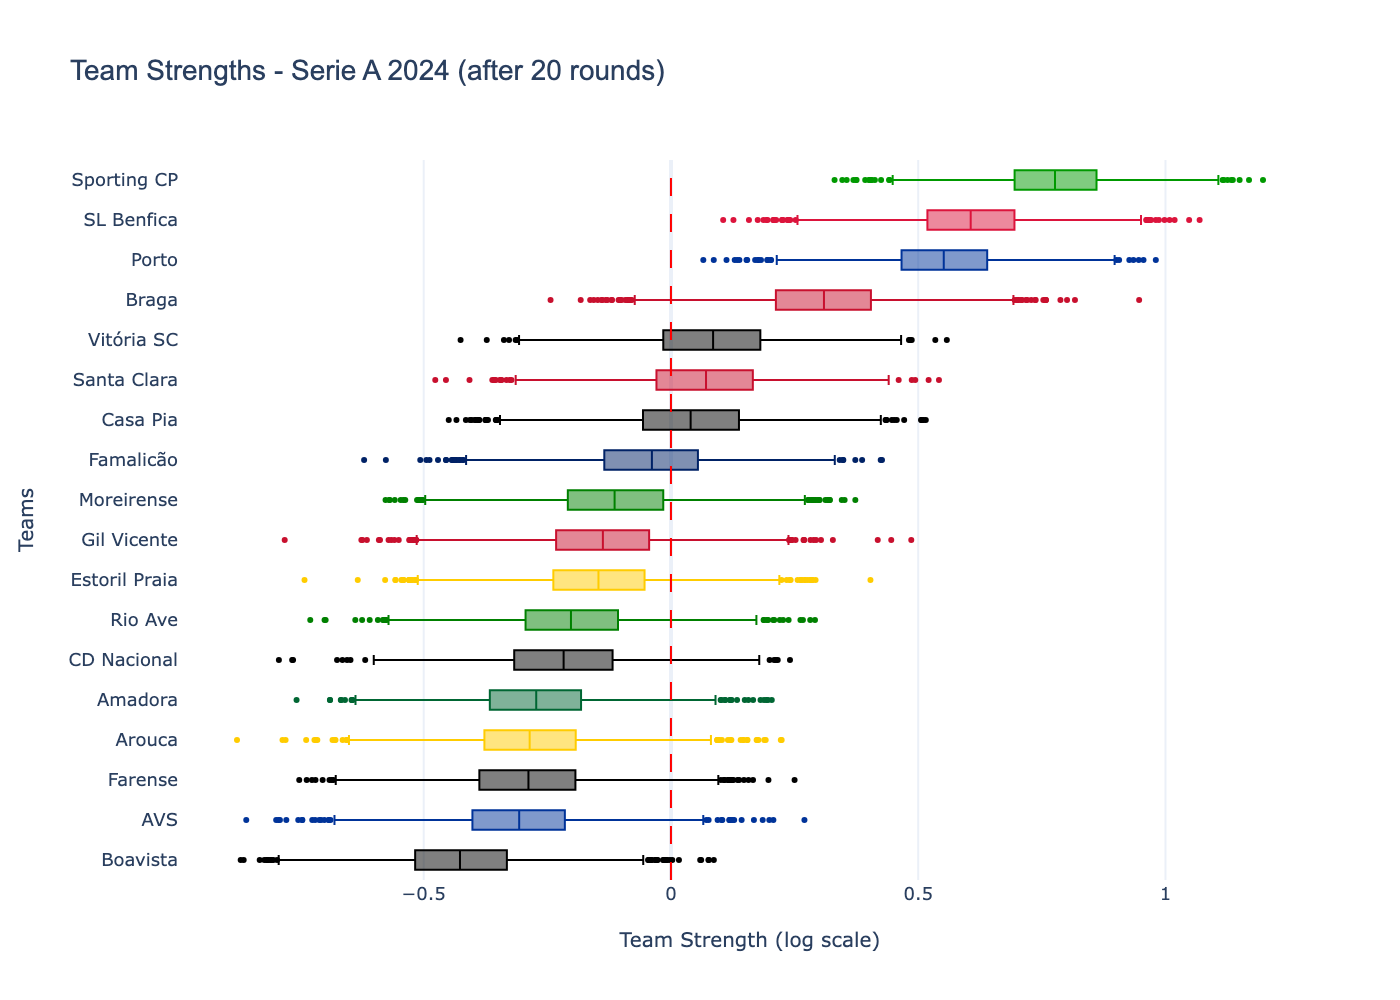 Team Strengths - Serie A 2024 (after 20 rounds)
Sporting CP
SL Benfica
Porto
Braga
Vitória SC
Santa Clara
Casa Pia
Famalicão
Moreirense
Gil Vicente
Estoril Praia
Rio Ave
CD Nacional
Amadora
Arouca
Farense
AVS
Boavista
Teams
−0.5 0 0.5 1
Team Strength (log scale)